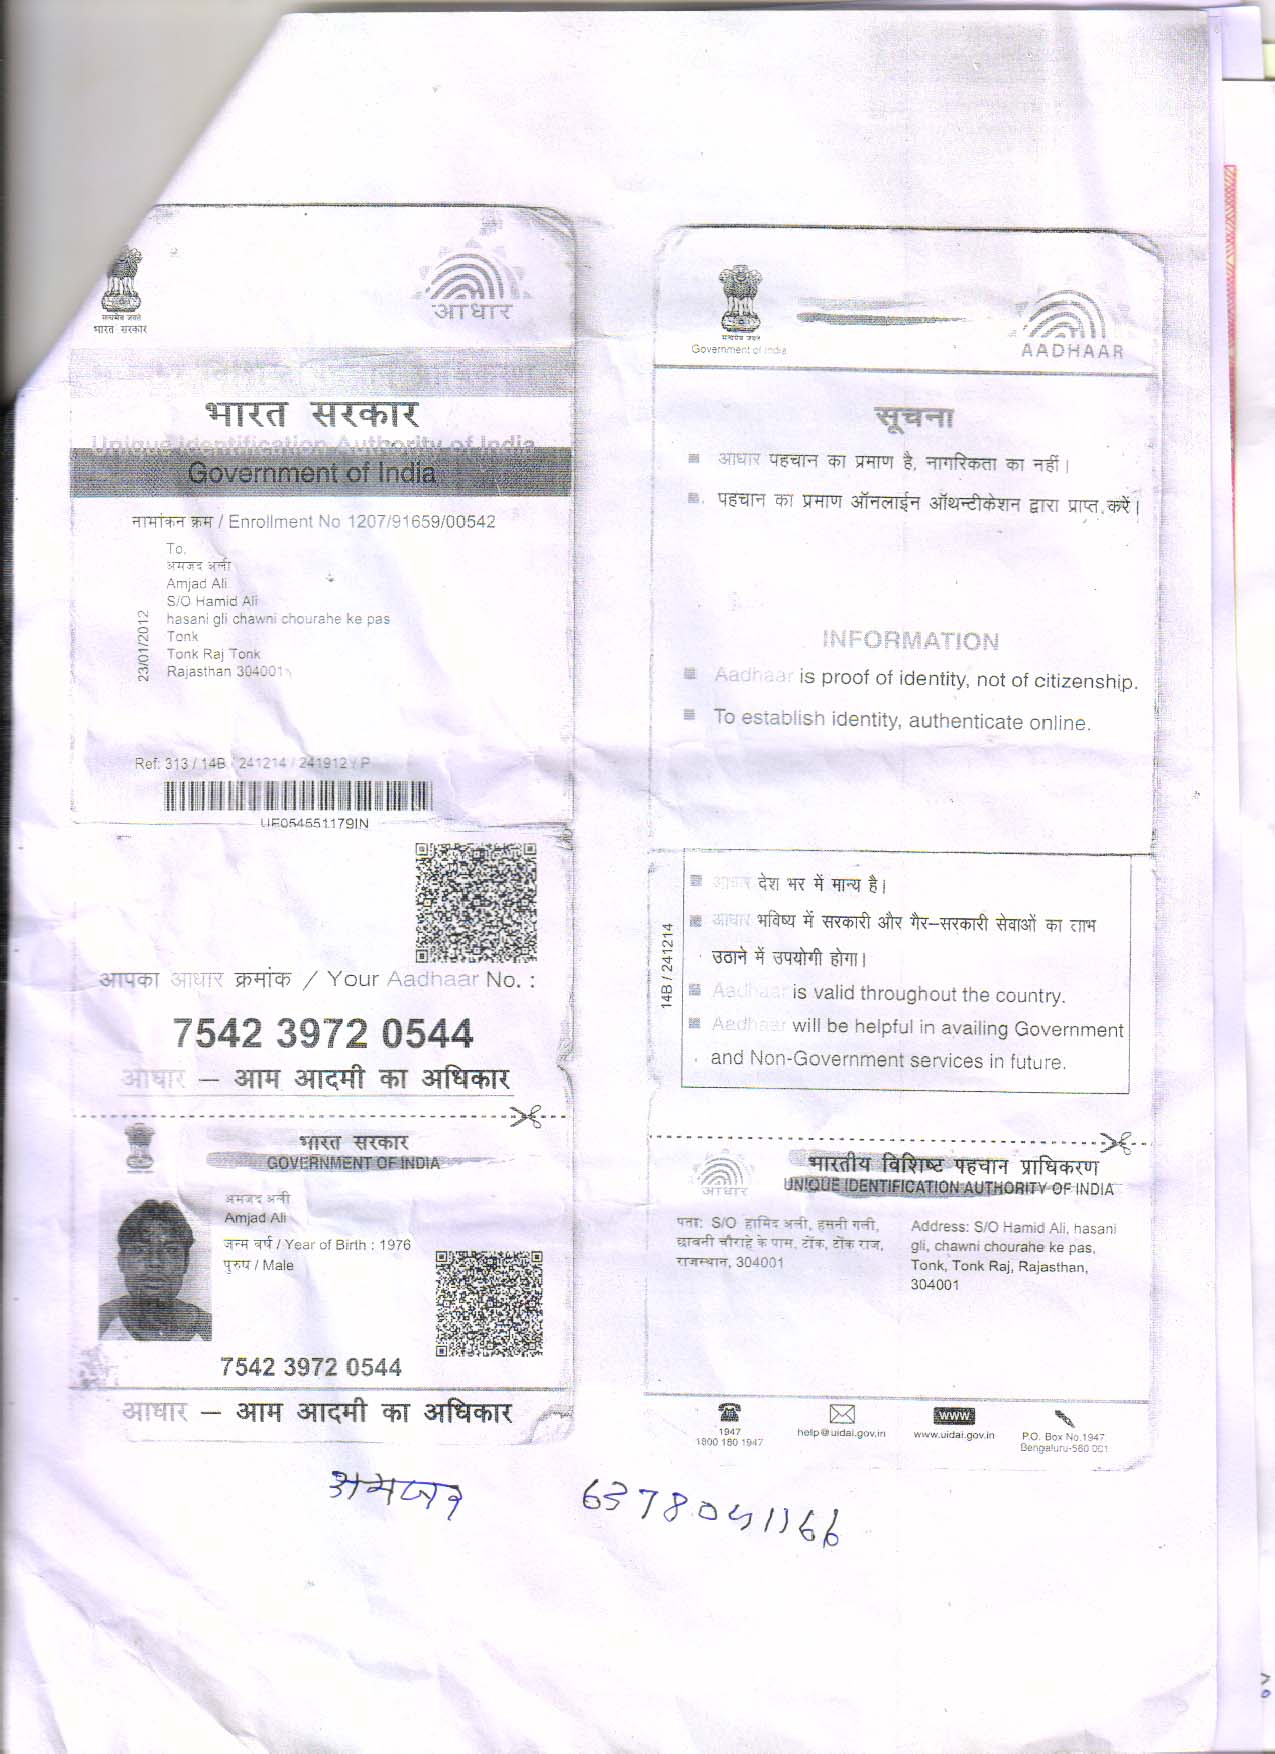 भारत सरकार
आधार
भारत सरकार
Unique Identification Authority of India
Government of India
नामांकन क्रम / Enrollment No 1207/91659/00542
To,
अमजद अली
Amjad Ali
S/O Hamid Ali
hasani gli chawni chourahe ke pas
Tonk
Tonk Raj Tonk
Rajasthan 304001
23/01/2012
Ref: 313 / 14B / 241214 / 241912 / P
UE054551179IN
आपका आधार क्रमांक / Your Aadhaar No. :
7542 3972 0544
आधार – आम आदमी का अधिकार
भारत सरकार
GOVERNMENT OF INDIA
अमजद अली
Amjad Ali
जन्म वर्ष / Year of Birth : 1976
पुरुष / Male
7542 3972 0544
आधार – आम आदमी का अधिकार
Government of India
AADHAAR
सूचना
आधार पहचान का प्रमाण है, नागरिकता का नहीं।
पहचान का प्रमाण ऑनलाईन ऑथन्टीकेशन द्वारा प्राप्त करें।
INFORMATION
Aadhaar is proof of identity, not of citizenship.
To establish identity, authenticate online.
14B / 241214
आधार देश भर में मान्य है।
आधार भविष्य में सरकारी और गैर–सरकारी सेवाओं का लाभ
उठाने में उपयोगी होगा।
Aadhaar is valid throughout the country.
Aadhaar will be helpful in availing Government
and Non-Government services in future.
आधार
भारतीय विशिष्ट पहचान प्राधिकरण
UNIQUE IDENTIFICATION AUTHORITY OF INDIA
पता: S/O हामिद अली, हसनी गली,
छावनी चौराहे के पास, टोंक, टोंक राज,
राजस्थान, 304001
Address: S/O Hamid Ali, hasani
gli, chawni chourahe ke pas,
Tonk, Tonk Raj, Rajasthan,
304001
1947
1800 180 1947
help@uidai.gov.in
www
www.uidai.gov.in
P.O. Box No.1947,
Bengaluru-560 001
अमजद 6378041166